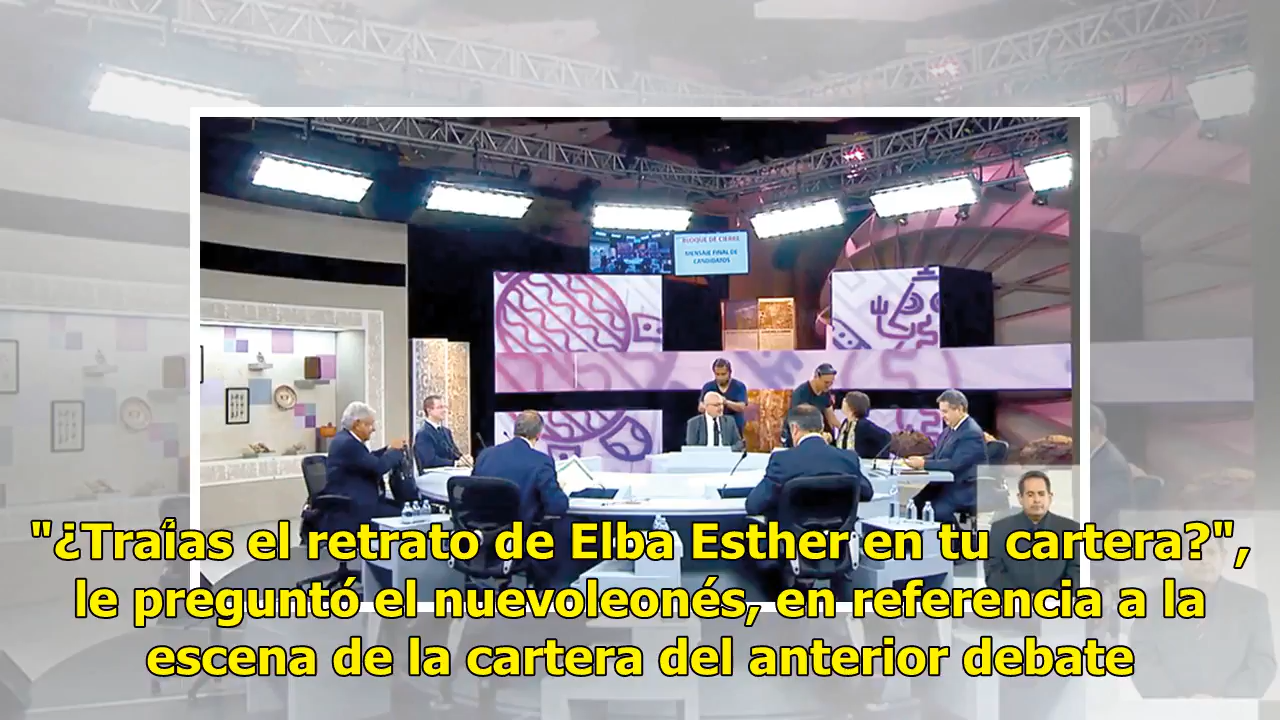 BLOQUE DE CIERRE
MENSAJE FINAL DE
CANDIDATOS
"¿Traías el retrato de Elba Esther en tu cartera?",
le preguntó el nuevoleonés, en referencia a la
escena de la cartera del anterior debate